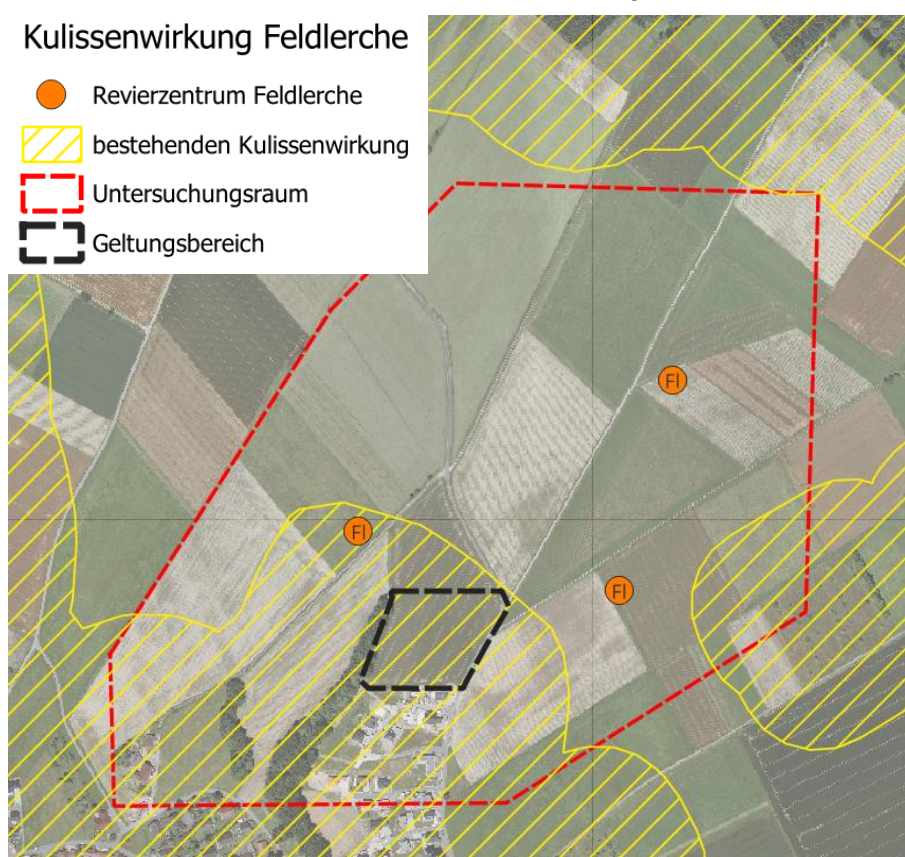 Kulissenwirkung Feldlerche
Revierzentrum Feldlerche
bestehenden Kulissenwirkung
Untersuchungsraum
Geltungsbereich
Fl
Fl
Fl